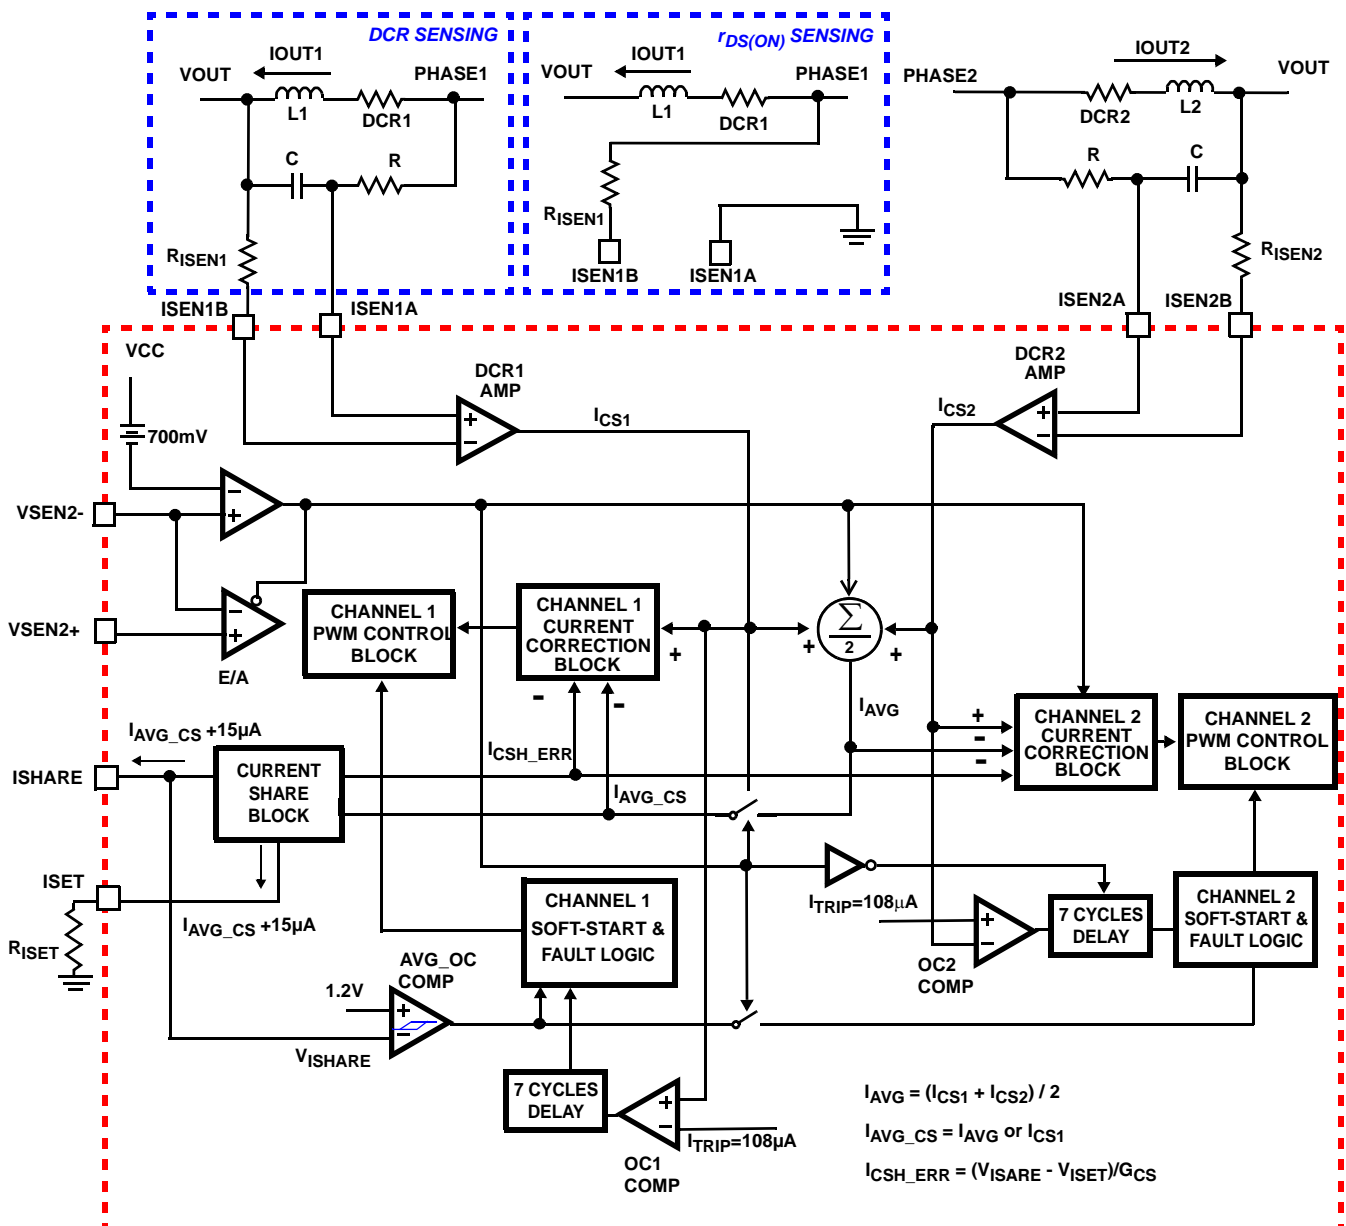 DCR SENSING
IOUT1
VOUT
PHASE1
L1
DCR1
C
R
RISEN1
rDS(ON) SENSING
IOUT1
VOUT
PHASE1
L1
DCR1
RISEN1
ISEN1B
ISEN1A
IOUT2
PHASE2
VOUT
DCR2
L2
R
C
RISEN2
ISEN1B
ISEN1A
ISEN2A
ISEN2B
VCC
700mV
DCR1
AMP
+
−
ICS1
DCR2
AMP
+
−
ICS2
VSEN2-
−
+
VSEN2+
−
+
E/A
CHANNEL 1
PWM CONTROL
BLOCK
CHANNEL 1
CURRENT
CORRECTION
BLOCK
+
-
-
Σ
2
+
+
IAVG
ICSH_ERR
IAVG_CS
CHANNEL 2
CURRENT
CORRECTION
BLOCK
+
-
-
CHANNEL 2
PWM CONTROL
BLOCK
IAVG_CS +15µA
ISHARE
CURRENT
SHARE
BLOCK
ISET
IAVG_CS +15µA
RISET
CHANNEL 1
SOFT-START &
FAULT LOGIC
AVG_OC
COMP
1.2V
+
−
VISHARE
ITRIP=108µA
+
−
OC2
COMP
7 CYCLES
DELAY
CHANNEL 2
SOFT-START &
FAULT LOGIC
7 CYCLES
DELAY
+
−
ITRIP=108µA
OC1
COMP
IAVG = (ICS1 + ICS2) / 2
IAVG_CS = IAVG or ICS1
ICSH_ERR = (VISARE - VISET)/GCS